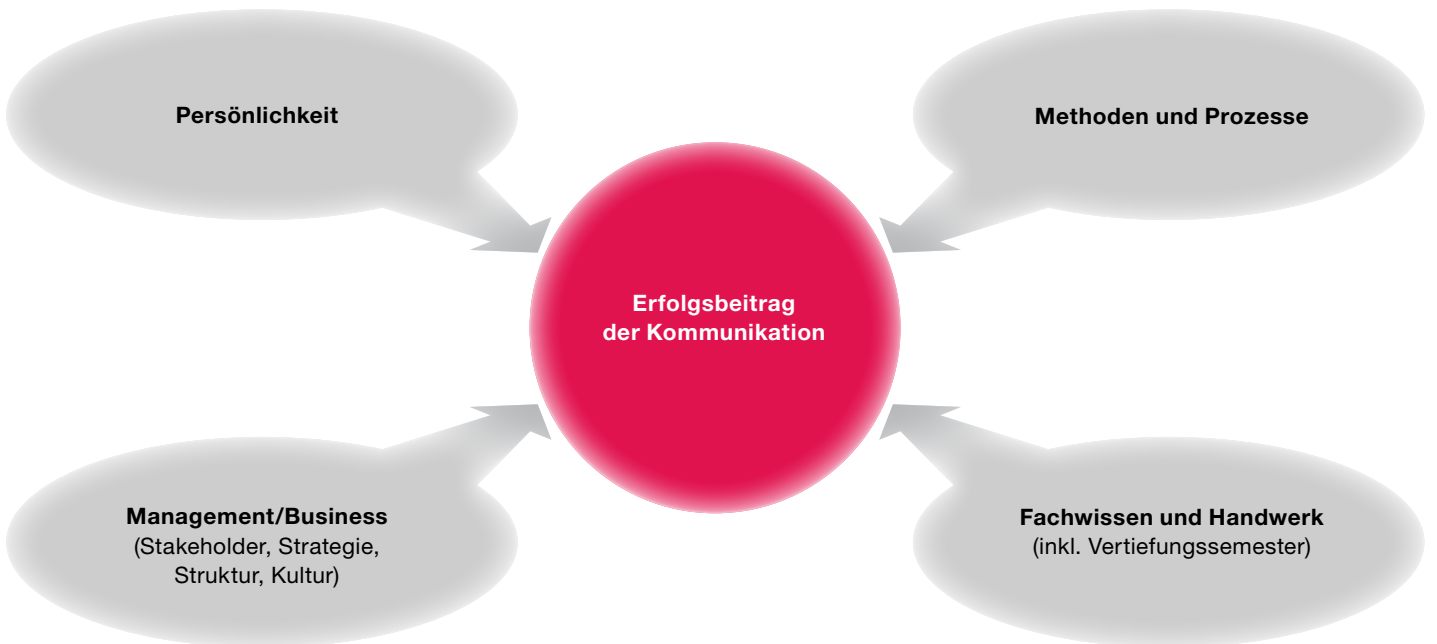 Persönlichkeit
Methoden und Prozesse
Erfolgsbeitrag
der Kommunikation
Management/Business
(Stakeholder, Strategie,
Struktur, Kultur)
Fachwissen und Handwerk
(inkl. Vertiefungssemester)